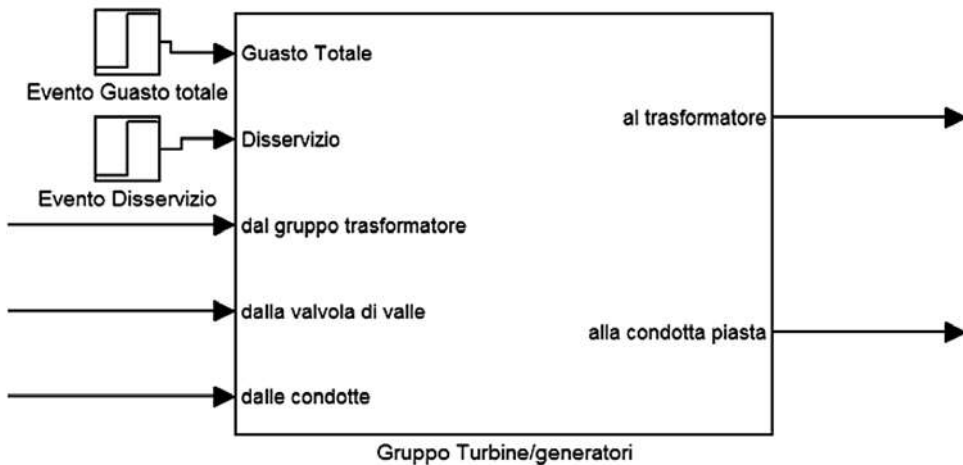 Guasto Totale
Evento Guasto totale
al trasformatore
Disservizio
Evento Disservizio
dal gruppo trasformatore
dalla valvola di valle
alla condotta piasta
dalle condotte
Gruppo Turbine/generatori